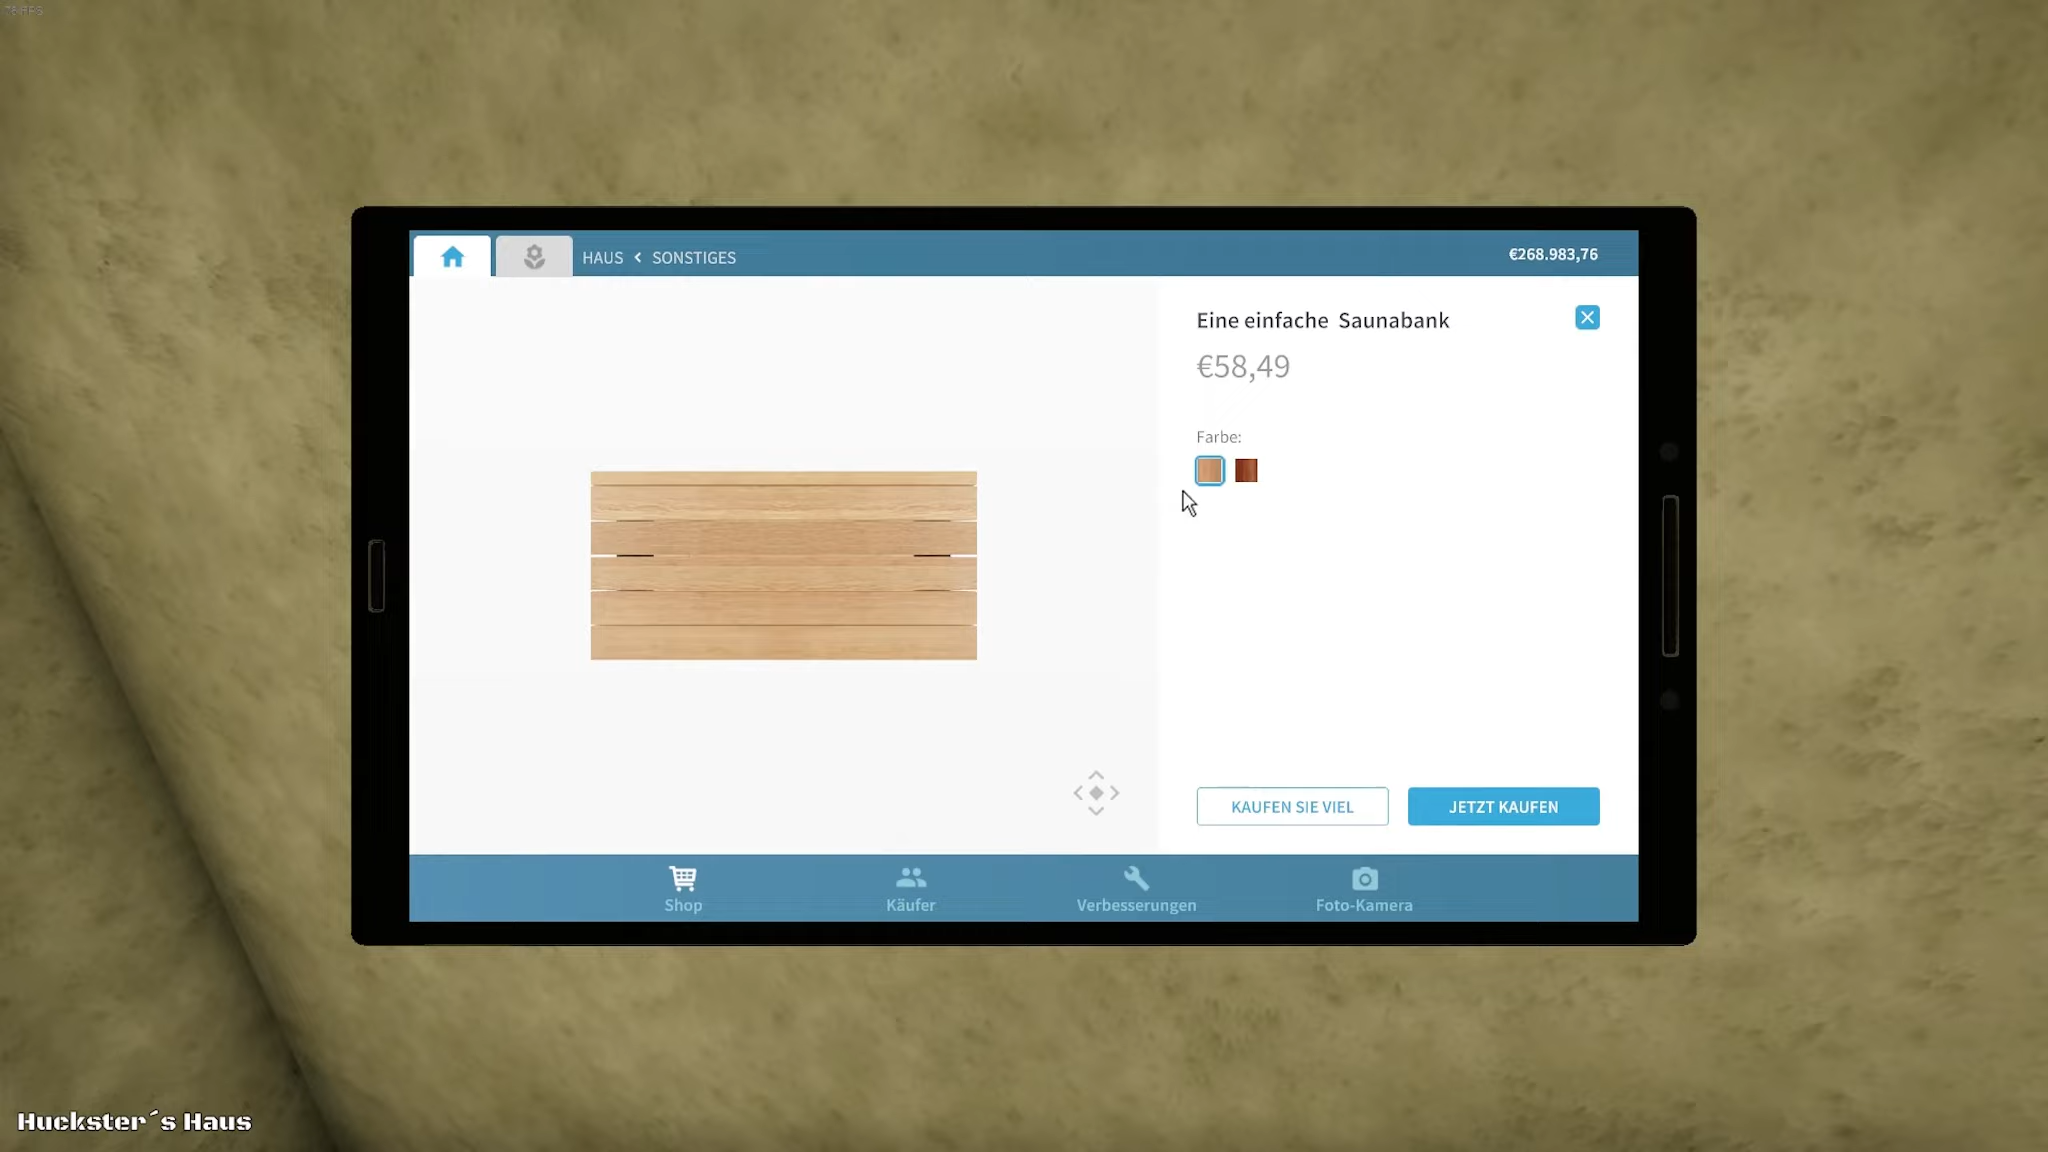 HAUS < SONSTIGES
€268.983,76
Eine einfache Saunabank
€58,49
Farbe:
KAUFEN SIE VIEL
JETZT KAUFEN
Shop
Käufer
Verbesserungen
Foto-Kamera
Huckster´s Haus